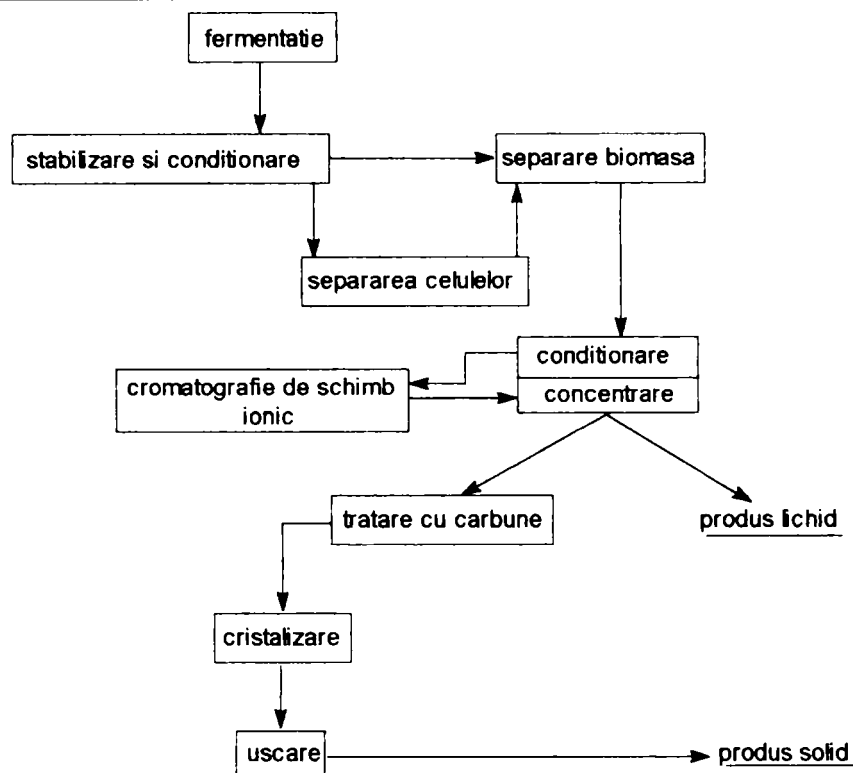 fermentatie
stabilizare si conditionare
separare biomasa
separarea celulelor
conditionare
cromatografie de schimb
ionic
concentrare
tratare cu carbune
produs lichid
cristalizare
uscare
produs solid